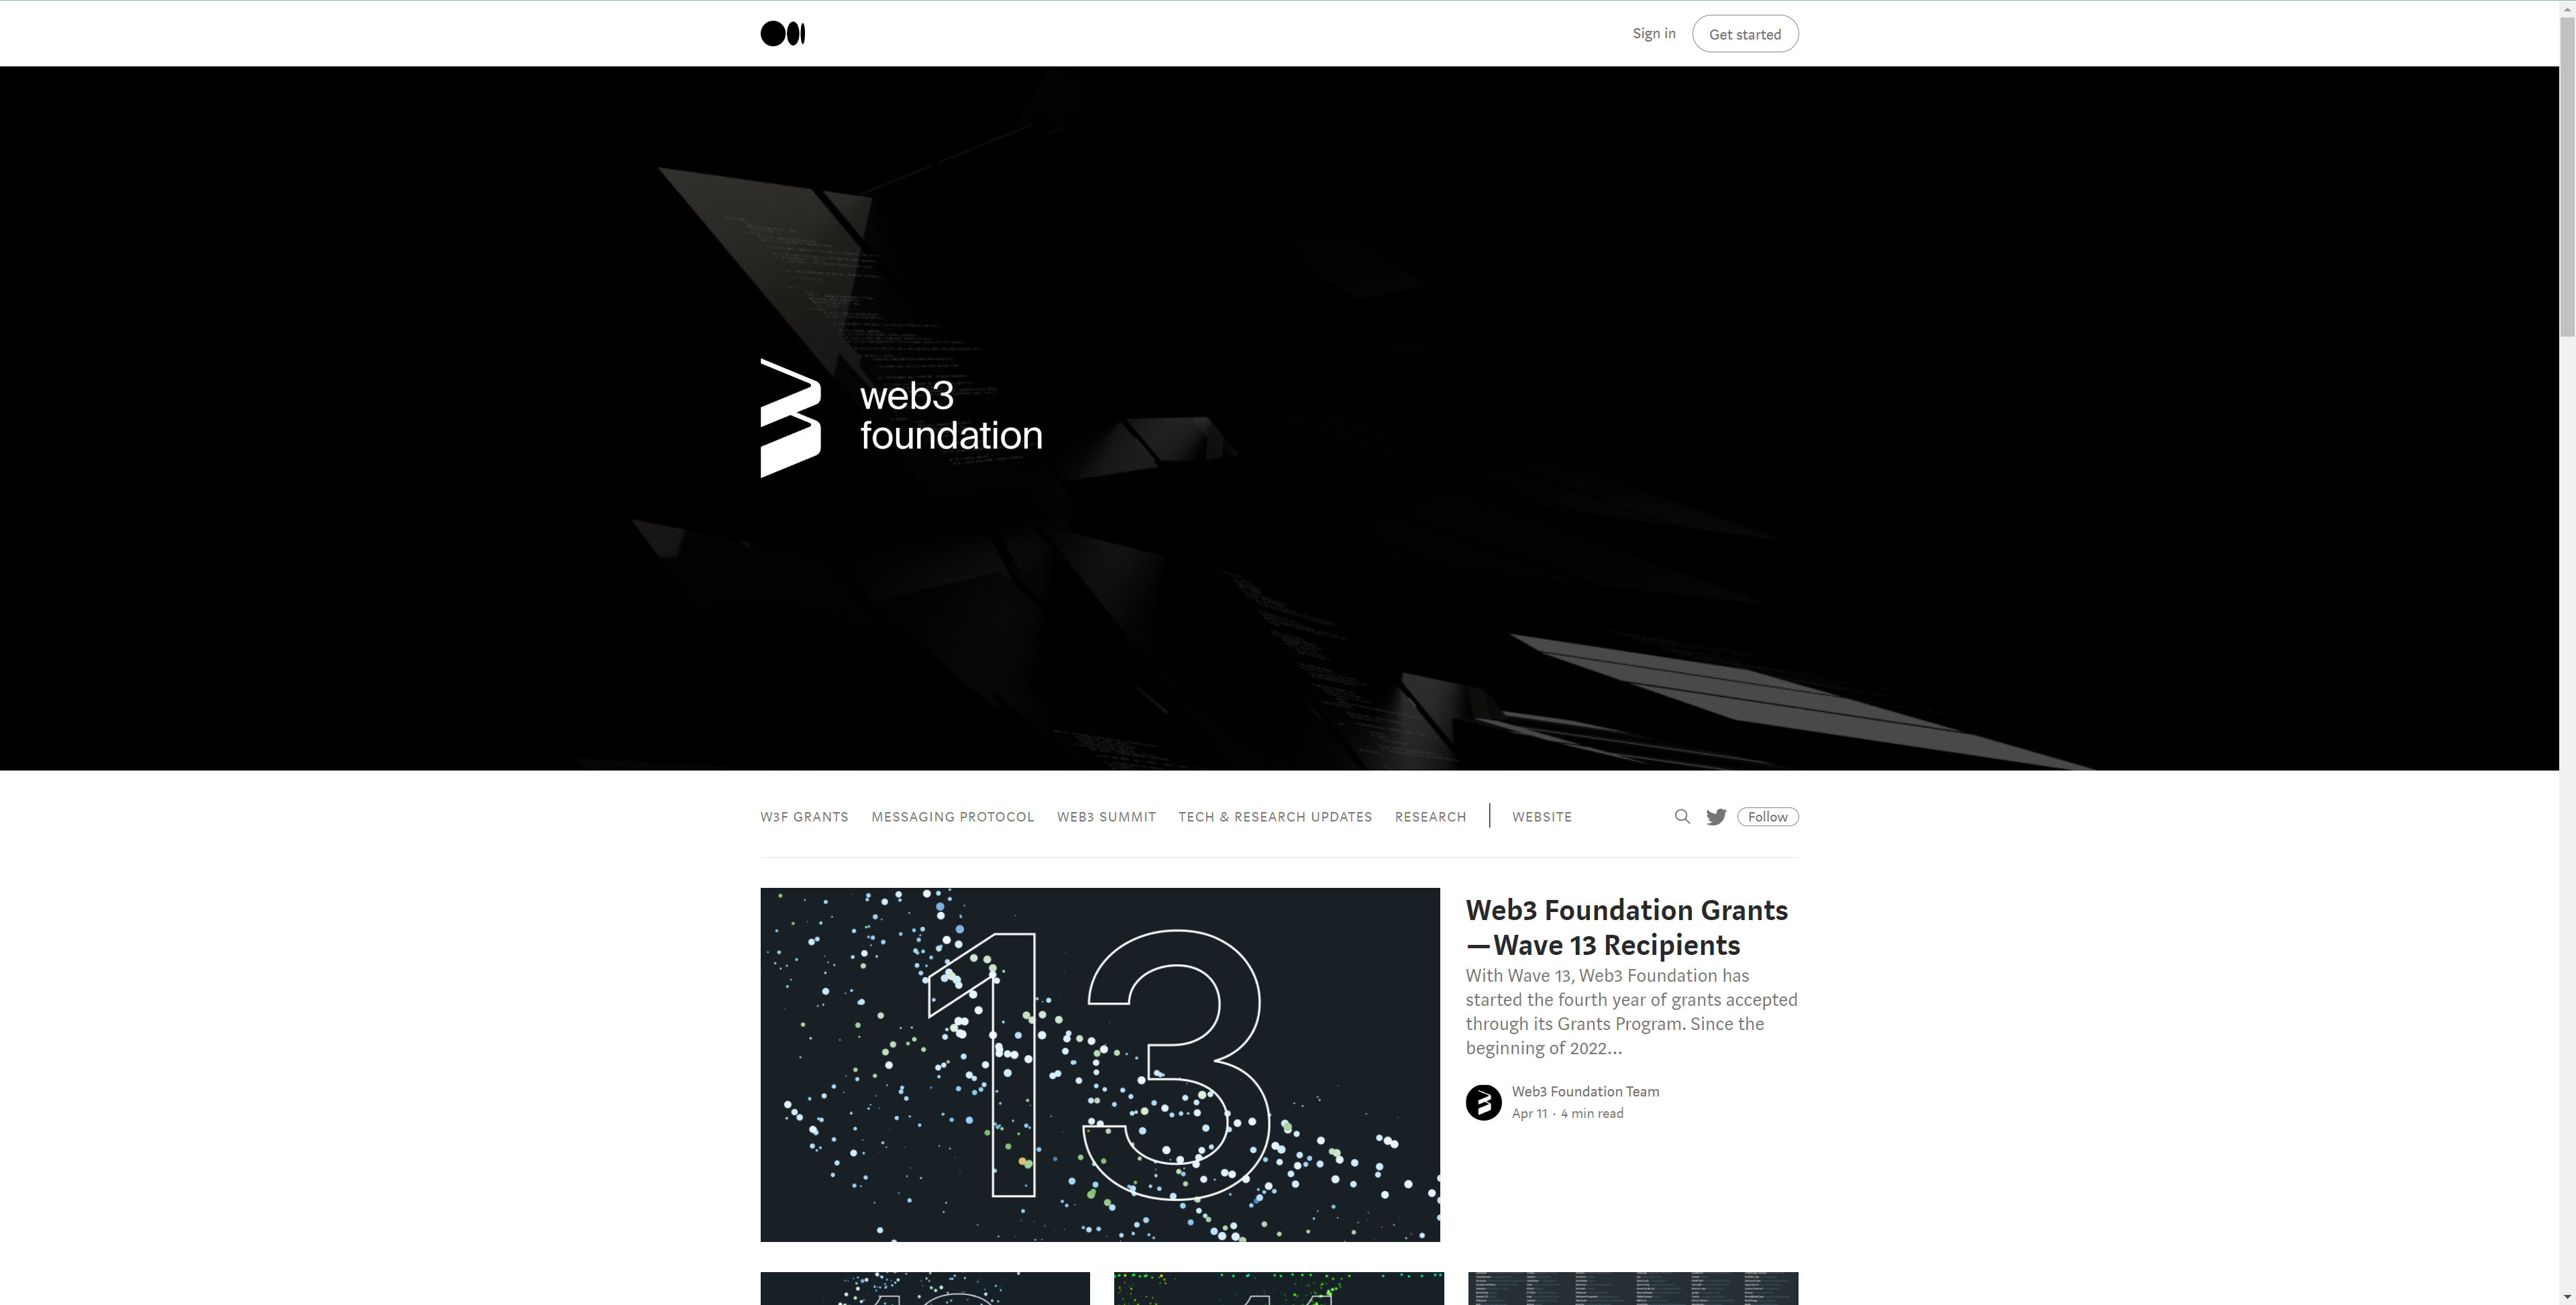 Sign in
Get started
web3
foundation
W3F GRANTS MESSAGING PROTOCOL WEB3 SUMMIT TECH & RESEARCH UPDATES RESEARCH WEBSITE Follow
13
Web3 Foundation Grants
—Wave 13 Recipients
With Wave 13, Web3 Foundation has
started the fourth year of grants accepted
through its Grants Program. Since the
beginning of 2022…
Web3 Foundation Team
Apr 11 · 4 min read